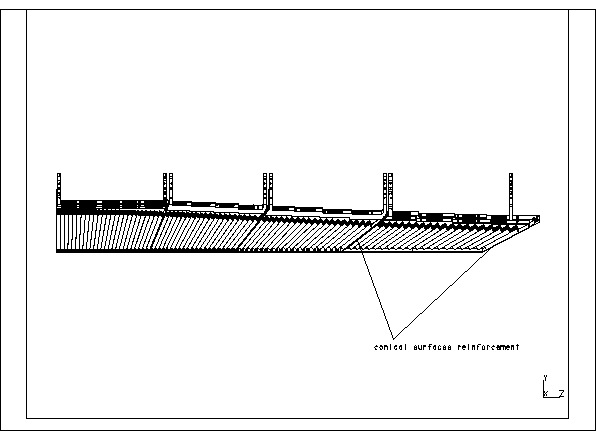 conical surfaces reinforcement
Y
X Z